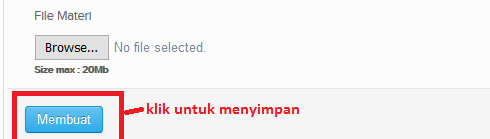 File Materi
Browse... No file selected.
Size max : 20Mb
Membuat klik untuk menyimpan